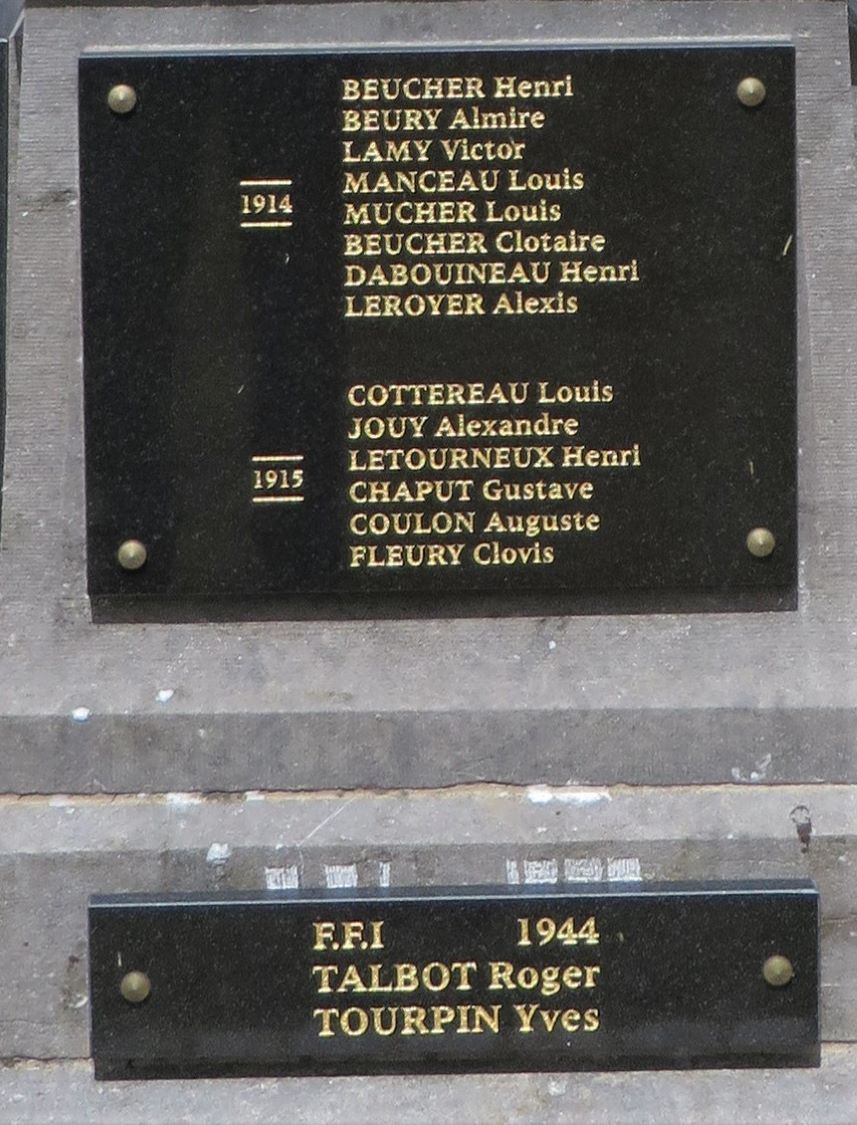 BEUCHER Henri
BEURY Almire
LAMY Victor
MANCEAU Louis
1914
MUCHER Louis
BEUCHER Clotaire
DABOUINEAU Henri
LEROYER Alexis
COTTEREAU Louis
JOUY Alexandre
LETOURNEUX Henri
1915
CHAPUT Gustave
COULON Auguste
FLEURY Clovis
F.F.I 1944
TALBOT Roger
TOURPIN Yves